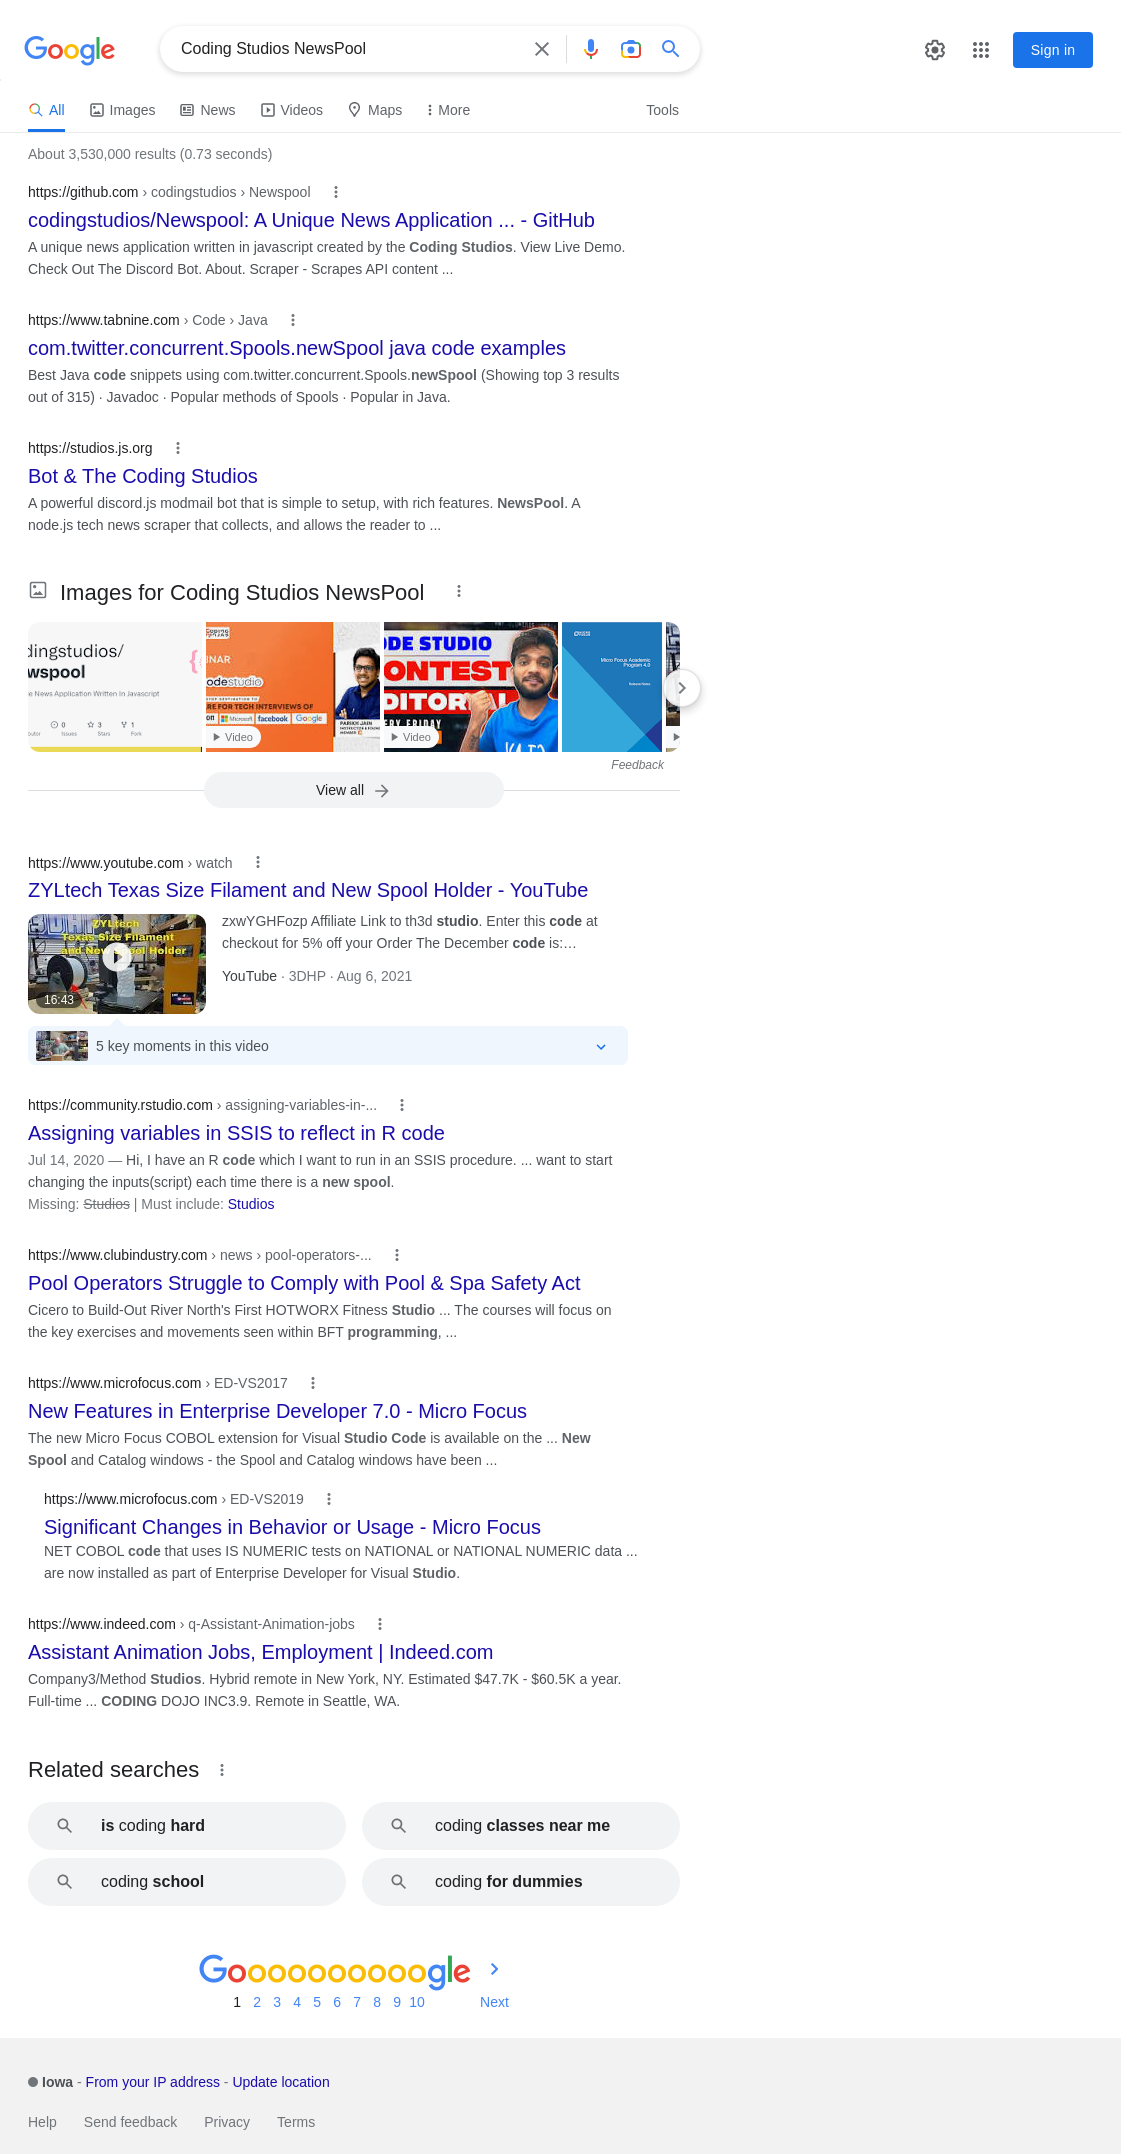 Google
Coding Studios NewsPool
Sign in
All
Images
News
Videos
Maps
More
Tools
About 3,530,000 results (0.73 seconds)
https://github.com › codingstudios › Newspool
codingstudios/Newspool: A Unique News Application ... - GitHub
A unique news application written in javascript created by the Coding Studios. View Live Demo.
Check Out The Discord Bot. About. Scraper - Scrapes API content ...
https://www.tabnine.com › Code › Java
com.twitter.concurrent.Spools.newSpool java code examples
Best Java code snippets using com.twitter.concurrent.Spools.newSpool (Showing top 3 results
out of 315) · Javadoc · Popular methods of Spools · Popular in Java.
https://studios.js.org
Bot & The Coding Studios
A powerful discord.js modmail bot that is simple to setup, with rich features. NewsPool. A
node.js tech news scraper that collects, and allows the reader to ...
Images for Coding Studios NewsPool
dingstudios/
wspool
e News Application Written In Javascript
0
3
1
Issues
Stars
Fork
CODING
NINJAS
INAR
codestudio
ARE FOR TECH INTERVIEWS OF
Microsoft
facebook
Google
PARIKH JAIN
Video
ODE STUDIO
CONTEST
EDITORIAL
ERY FRIDAY
Video
Micro Focus Academic
Program 4.0
Release Notes
Feedback
View all
https://www.youtube.com › watch
ZYLtech Texas Size Filament and New Spool Holder - YouTube
3DHP
ZYLtech
Texas Size Filament
and New Spool Holder
16:43
zxwYGHFozp Affiliate Link to th3d studio. Enter this code at
checkout for 5% off your Order The December code is:…
YouTube · 3DHP · Aug 6, 2021
5 key moments in this video
https://community.rstudio.com › assigning-variables-in-...
Assigning variables in SSIS to reflect in R code
Jul 14, 2020 — Hi, I have an R code which I want to run in an SSIS procedure. ... want to start
changing the inputs(script) each time there is a new spool.
Missing: Studios | Must include: Studios
https://www.clubindustry.com › news › pool-operators-...
Pool Operators Struggle to Comply with Pool & Spa Safety Act
Cicero to Build-Out River North's First HOTWORX Fitness Studio ... The courses will focus on
the key exercises and movements seen within BFT programming, ...
https://www.microfocus.com › ED-VS2017
New Features in Enterprise Developer 7.0 - Micro Focus
The new Micro Focus COBOL extension for Visual Studio Code is available on the ... New
Spool and Catalog windows - the Spool and Catalog windows have been ...
https://www.microfocus.com › ED-VS2019
Significant Changes in Behavior or Usage - Micro Focus
NET COBOL code that uses IS NUMERIC tests on NATIONAL or NATIONAL NUMERIC data ...
are now installed as part of Enterprise Developer for Visual Studio.
https://www.indeed.com › q-Assistant-Animation-jobs
Assistant Animation Jobs, Employment | Indeed.com
Company3/Method Studios. Hybrid remote in New York, NY. Estimated $47.7K - $60.5K a year.
Full-time ... CODING DOJO INC3.9. Remote in Seattle, WA.
Related searches
is coding hard
coding classes near me
coding school
coding for dummies
Goooooooooogle
1 2 3 4 5 6 7 8 9 10 Next
Iowa - From your IP address - Update location
Help Send feedback Privacy Terms